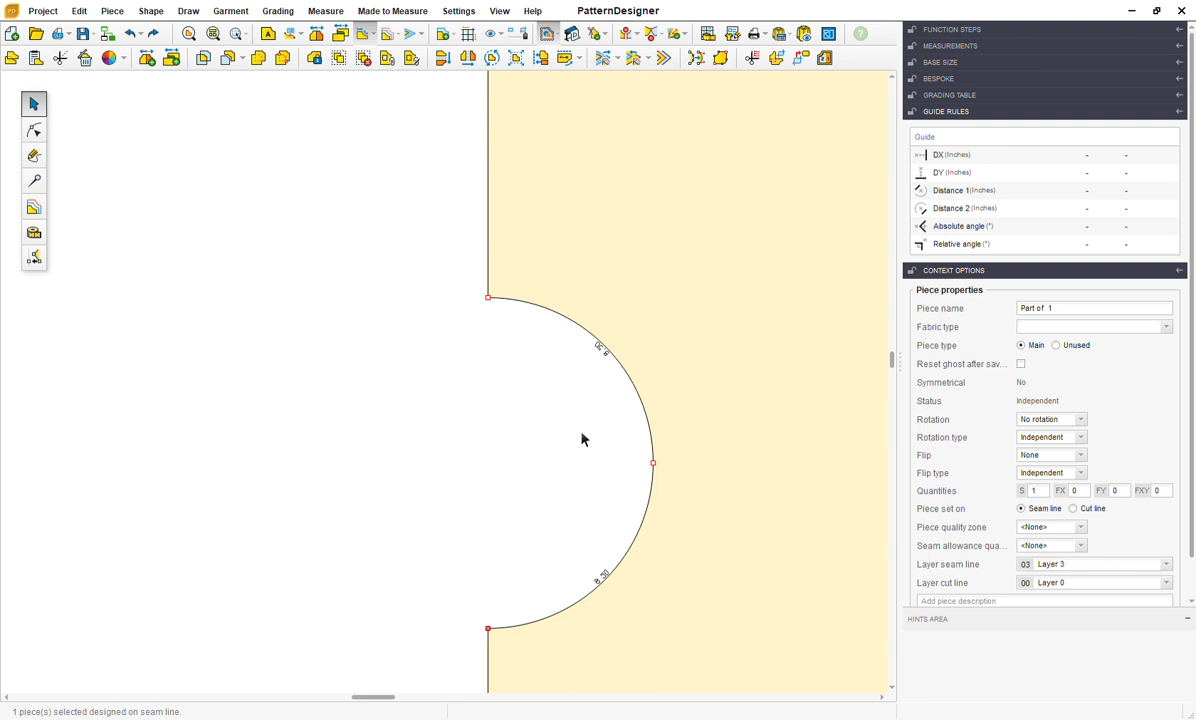 PD Project Edit Piece Shape Draw Garment Grading Measure Made to Measure Settings View Help PatternDesigner
FUNCTION STEPS
MEASUREMENTS
BASE SIZE
BESPOKE
GRADING TABLE
GUIDE RULES
Guide
DX (Inches) - -
DY (Inches) - -
Distance 1(Inches) - -
Distance 2 (Inches) - -
Absolute angle (°) - -
Relative angle (°) - -
CONTEXT OPTIONS
Piece properties
Piece name Part of 1
Fabric type
Piece type Main Unused
Reset ghost after sav...
Symmetrical No
Status Independent
Rotation No rotation
Rotation type Independent
Flip None
Flip type Independent
Quantities S 1 FX 0 FY 0 FXY 0
Piece set on Seam line Cut line
Piece quality zone <None>
Seam allowance qua... <None>
Layer seam line 03 Layer 3
Layer cut line 00 Layer 0
Add piece description
HINTS AREA
8.30
1 piece(s) selected designed on seam line.